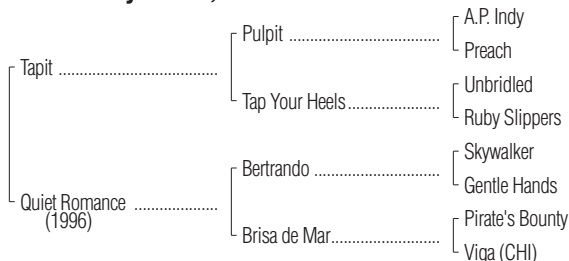 Pulpit
A.P. Indy
Preach
Tapit
Tap Your Heels
Unbridled
Ruby Slippers
Bertrando
Skywalker
Gentle Hands
Quiet Romance
(1996)
Brisa de Mar
Pirate's Bounty
Viga (CHI)